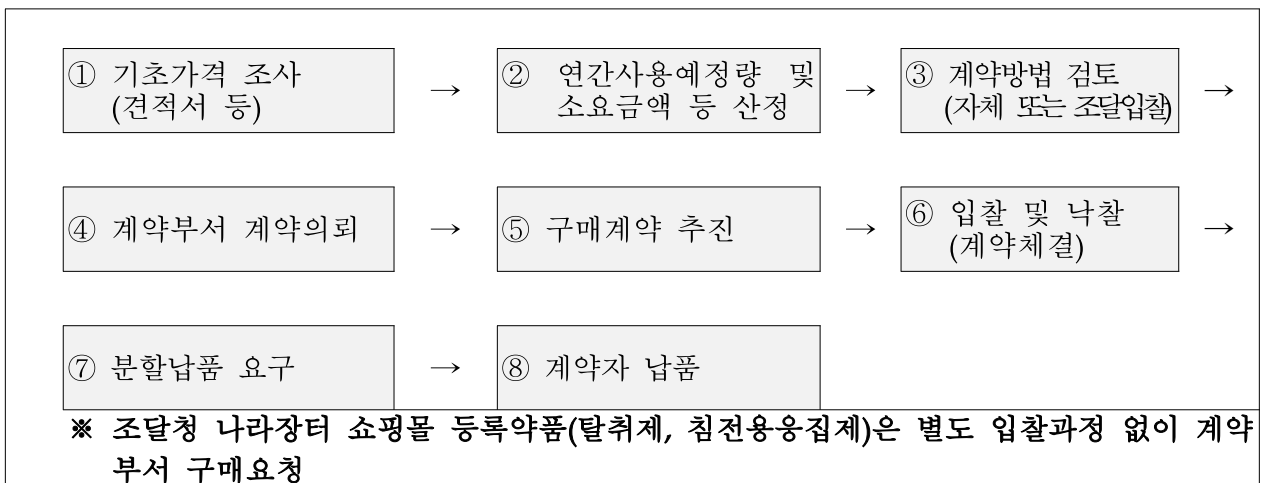 ① 기초가격 조사
(견적서 등)
→
② 연간사용예정량 및
소요금액 등 산정
→
③ 계약방법 검토
(자체 또는 조달입찰)
→
④ 계약부서 계약의뢰
→
⑤ 구매계약 추진
→
⑥ 입찰 및 낙찰
(계약체결)
→
⑦ 분할납품 요구
→
⑧ 계약자 납품
※ 조달청 나라장터 쇼핑몰 등록약품(탈취제, 침전용응집제)은 별도 입찰과정 없이 계약
부서 구매요청